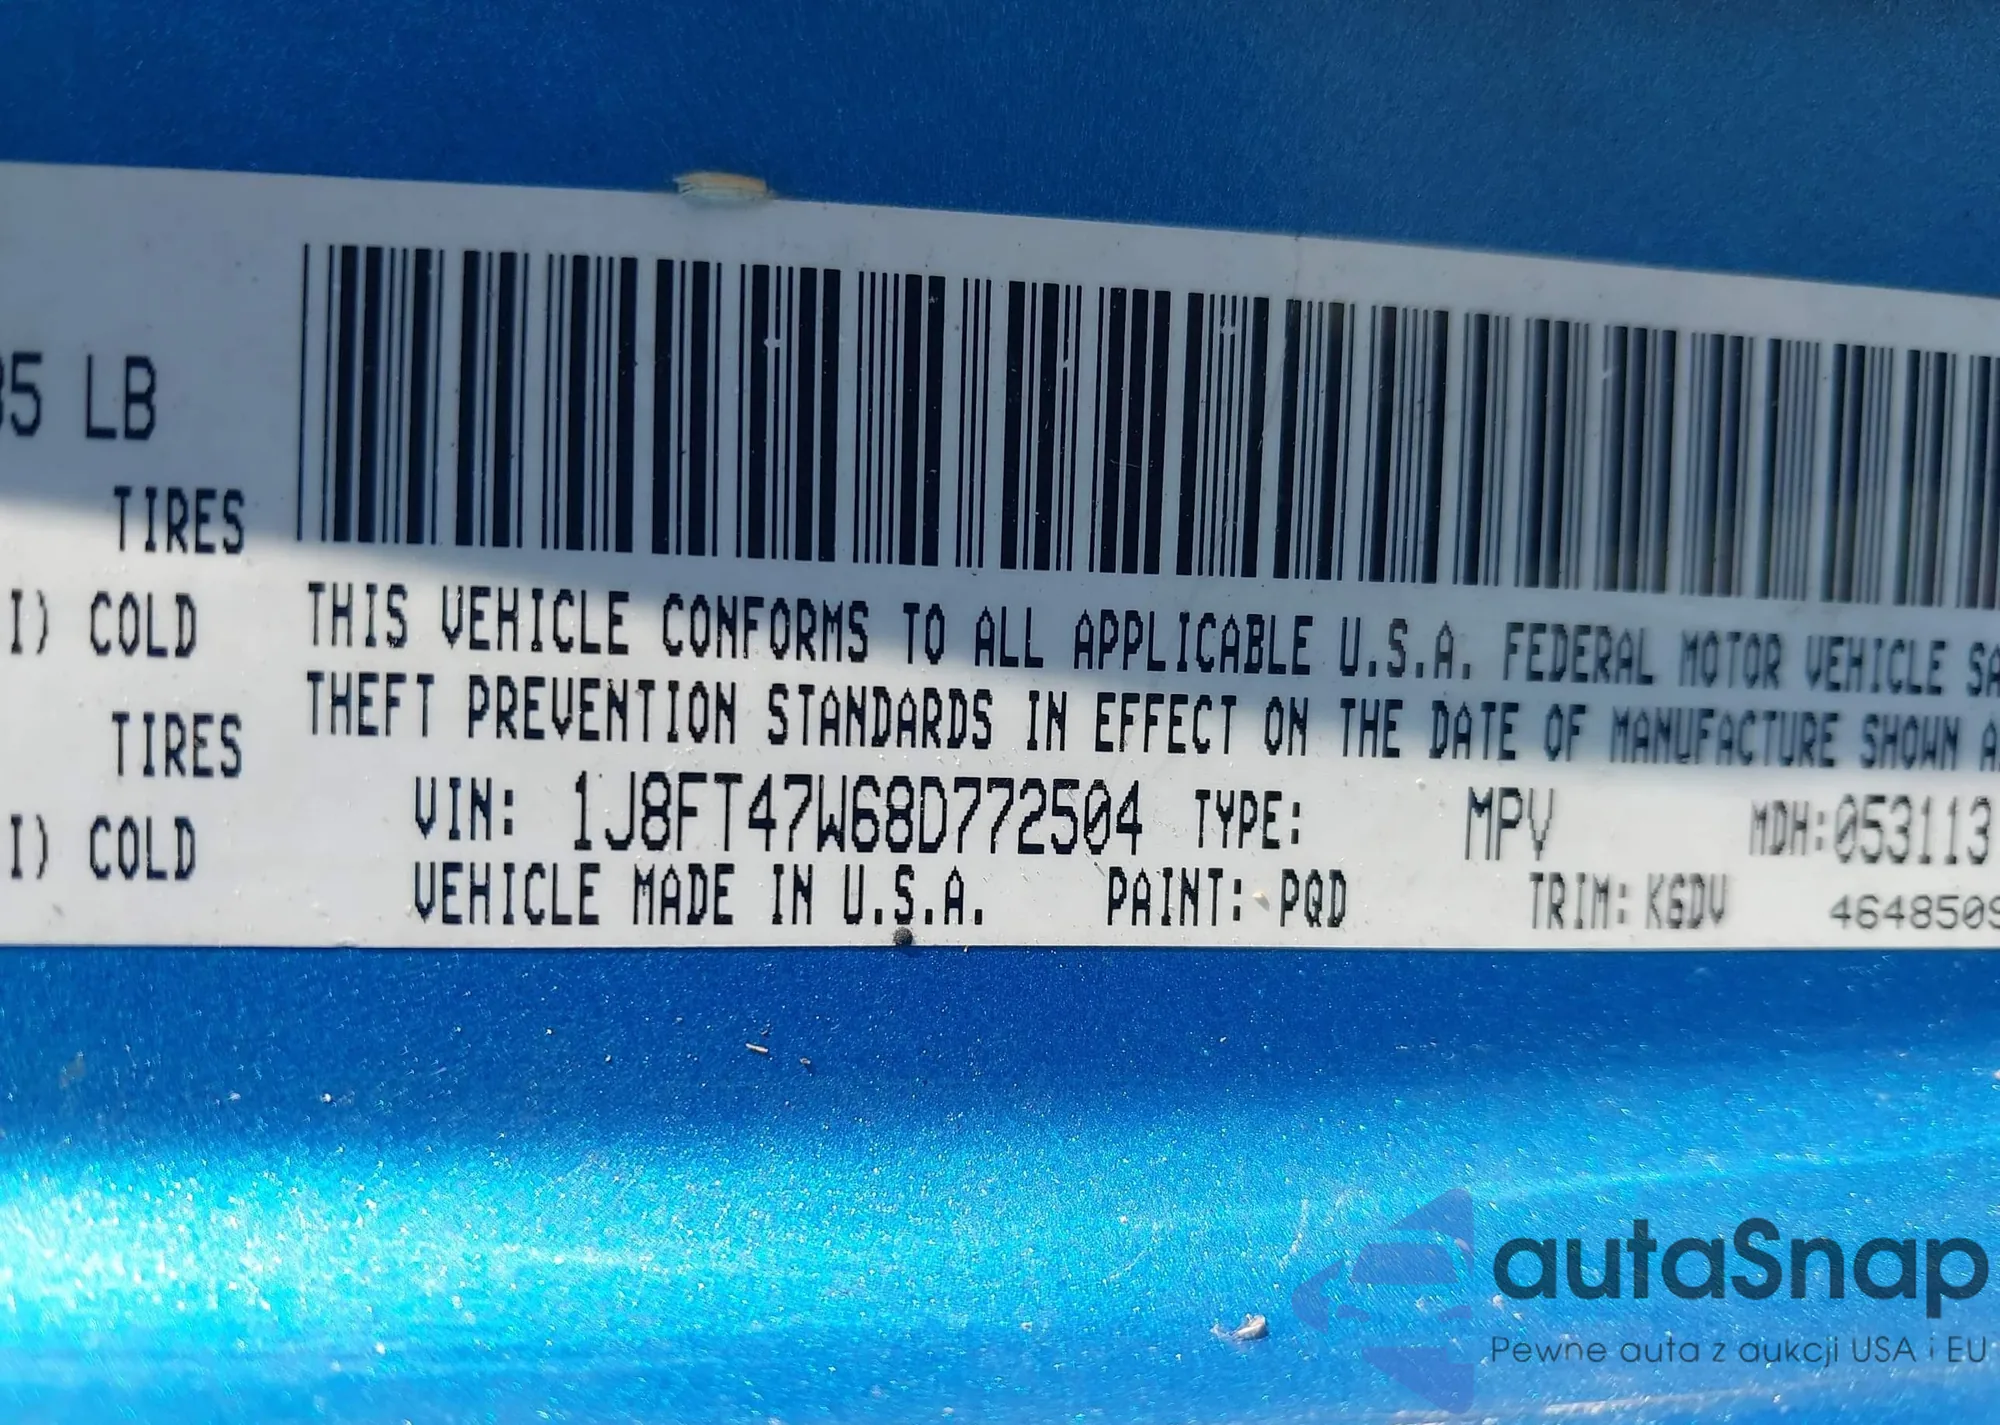 35 LB
TIRES
I) COLD
TIRES
I) COLD
THIS VEHICLE CONFORMS TO ALL APPLICABLE U.S.A. FEDERAL MOTOR VEHICLE SA
THEFT PREVENTION STANDARDS IN EFFECT ON THE DATE OF MANUFACTURE SHOWN A
VIN: 1J8FT47W68D772504 TYPE: MPV MDH:053113
VEHICLE MADE IN U.S.A. PAINT: PQD TRIM: KGDV 4648509
autaSnap
Pewne auta z aukcji USA i EU